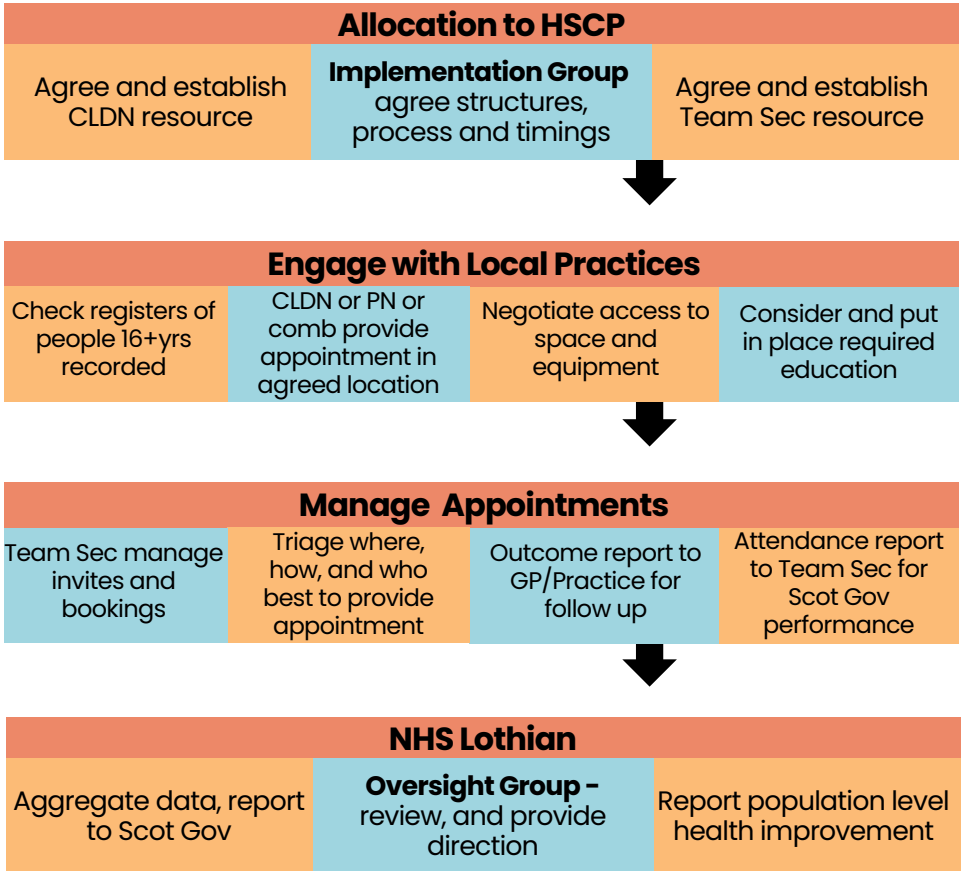 Allocation to HSCP
Agree and establish
CLDN resource
Implementation Group
agree structures,
process and timings
Agree and establish
Team Sec resource
Engage with Local Practices
Check registers of
people 16+yrs
recorded
CLDN or PN or
comb provide
appointment in
agreed location
Negotiate access to
space and
equipment
Consider and put
in place required
education
Manage Appointments
Team Sec manage
invites and
bookings
Triage where,
how, and who
best to provide
appointment
Outcome report to
GP/Practice for
follow up
Attendance report
to Team Sec for
Scot Gov
performance
NHS Lothian
Aggregate data, report
to Scot Gov
Oversight Group -
review, and provide
direction
Report population level
health improvement